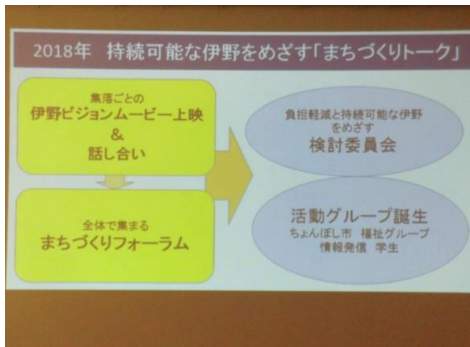 2018年 持続可能な伊野をめざす「まちづくりトーク」
集落ごとの
伊野ビジョンムービー上映
&
話し合い
全体で集まる
まちづくりフォーラム
負担軽減と持続可能な伊野
をめざす
検討委員会
活動グループ誕生
ちょんぼし市 福祉グループ
情報発信 学生